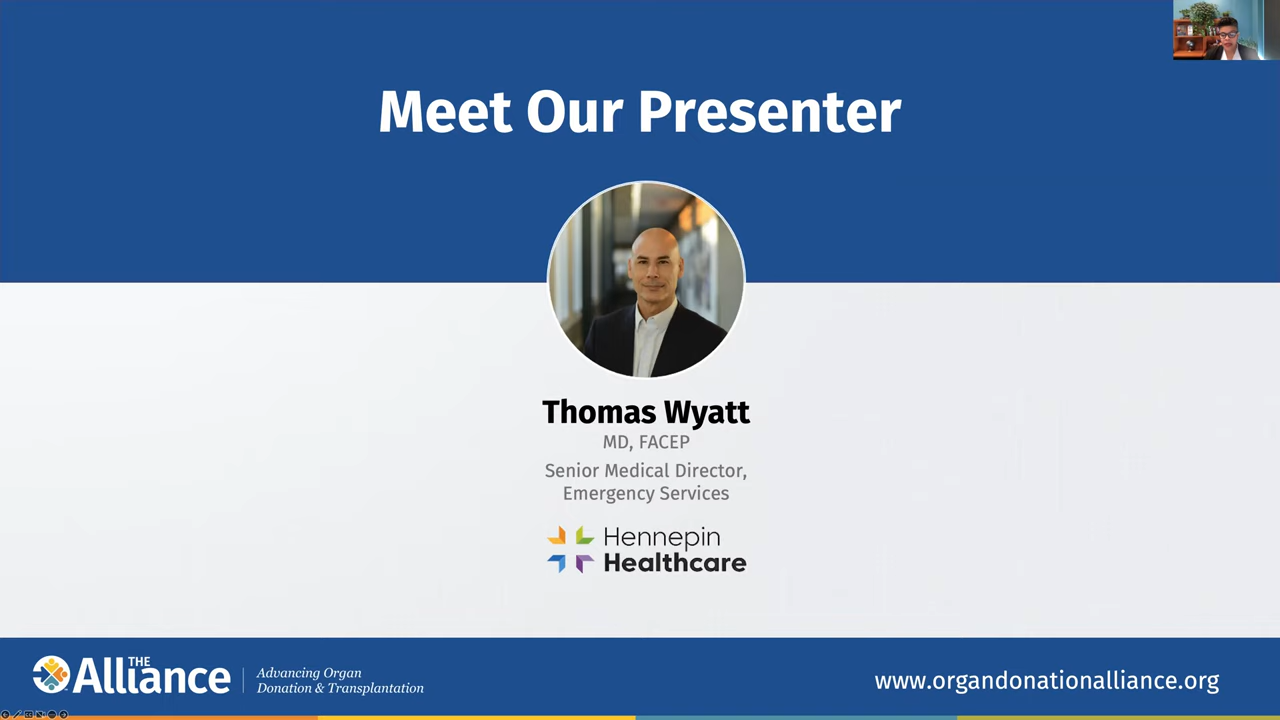 Meet Our Presenter
Thomas Wyatt
MD, FACEP
Senior Medical Director,
Emergency Services
Hennepin
Healthcare
THE
Alliance
Advancing Organ
Donation & Transplantation
www.organdonationalliance.org